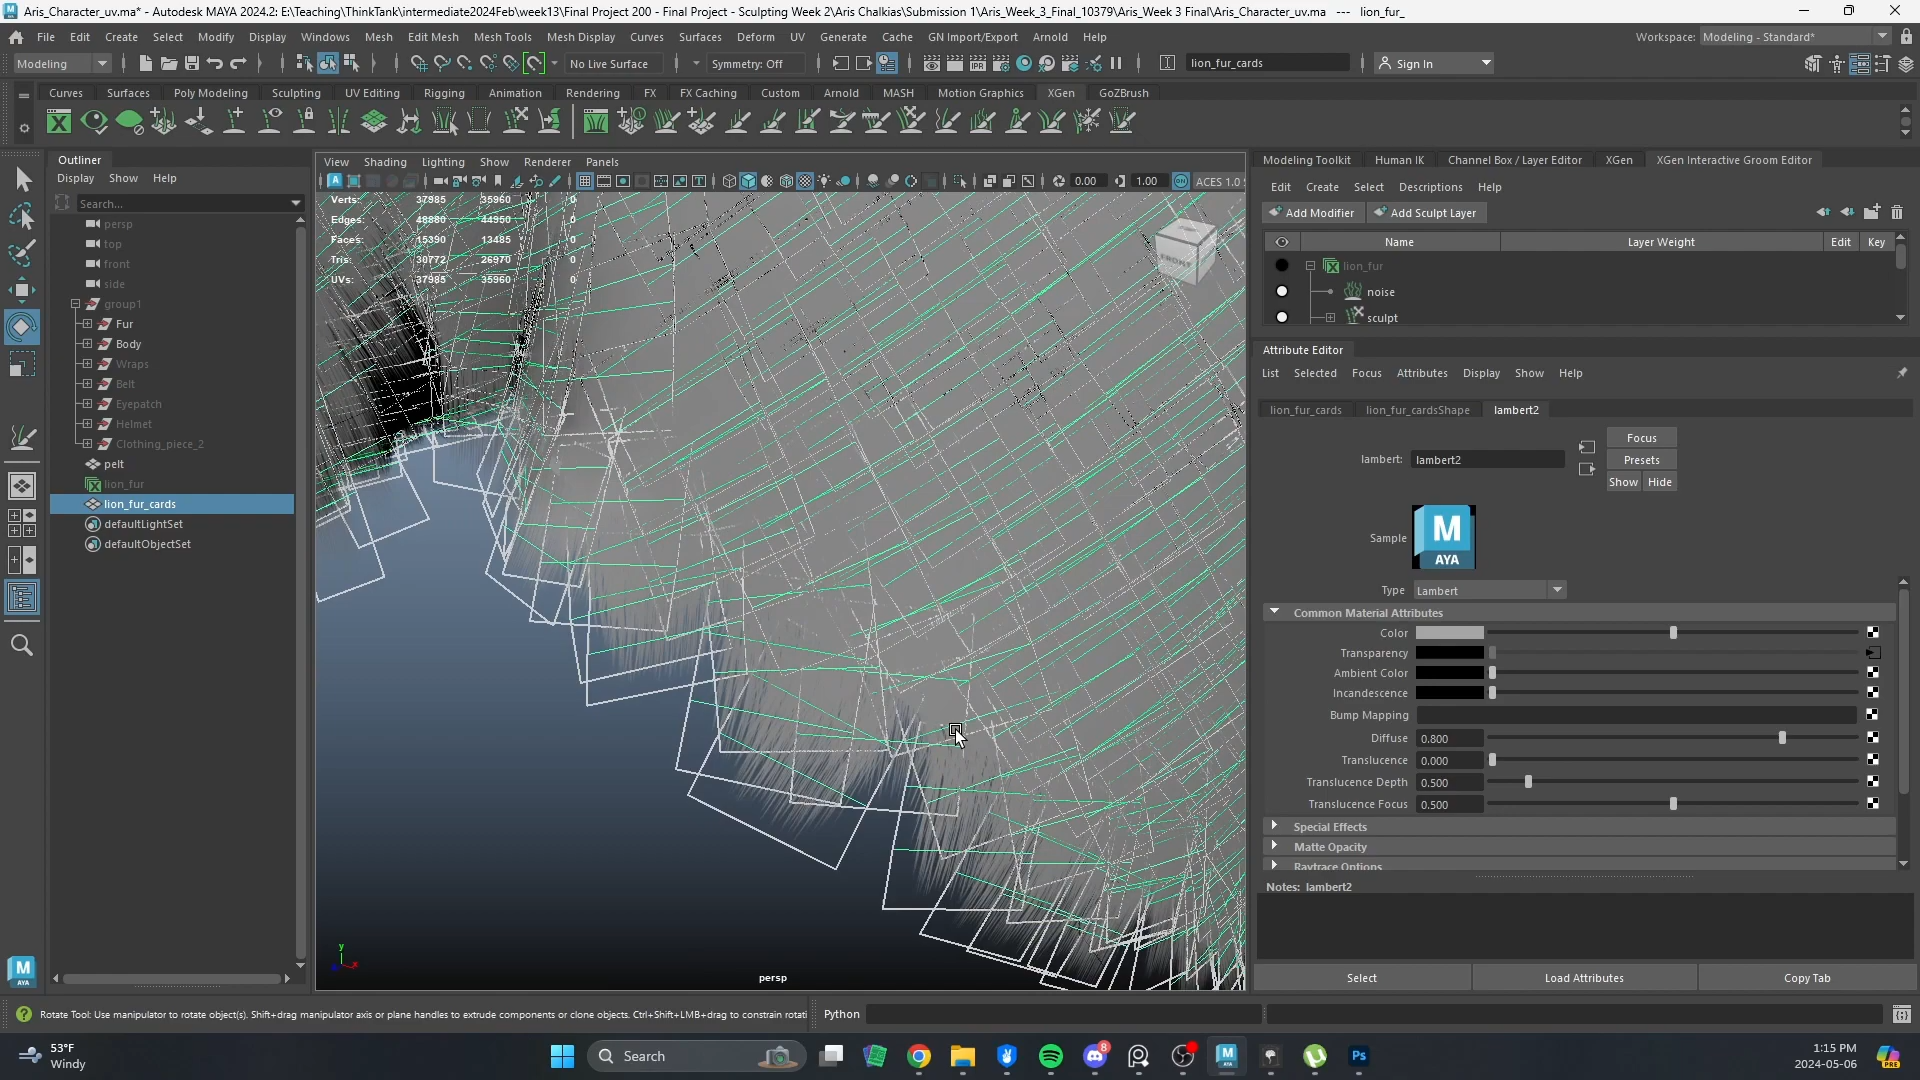 Aris_Character_uv.ma* - Autodesk MAYA 2024.2: E:\Teaching\ThinkTank\intermediate2024Feb\week13\Final Project 200 - Final Project - Sculpting Week 2\Aris Chalkias\Submission 1\Aris_Week_3_Final_10379\Aris_Week 3 Final\Aris_Character_uv.ma --- lion_fur_
File Edit Create Select Modify Display Windows Mesh Edit Mesh Mesh Tools Mesh Display Curves Surfaces Deform UV Generate Cache GN Import/Export Arnold Help Workspace: Modeling - Standard*
Modeling No Live Surface Symmetry: Off lion_fur_cards Sign In
Curves Surfaces Poly Modeling Sculpting UV Editing Rigging Animation Rendering FX FX Caching Custom Arnold MASH Motion Graphics XGen GoZBrush
Outliner
Display Show Help
Search...
persp
top
front
side
group1
Fur
Body
Wraps
Belt
Eyepatch
Helmet
Clothing_piece_2
pelt
lion_fur
lion_fur_cards
defaultLightSet
defaultObjectSet
View Shading Lighting Show Renderer Panels
0.00 1.00 ACES 1.0
Verts: 37985 35960 0
Edges: 48880 44950 0
Faces: 15390 13485 0
Tris: 30772 26970 0
UVs: 37985 35960 0
FRONT
y
persp
Modeling Toolkit Human IK Channel Box / Layer Editor XGen XGen Interactive Groom Editor
Edit Create Select Descriptions Help
Add Modifier Add Sculpt Layer
Name Layer Weight Edit Key
lion_fur
noise
sculpt
Attribute Editor
List Selected Focus Attributes Display Show Help
lion_fur_cards lion_fur_cardsShape lambert2
lambert: lambert2
Focus
Presets
Show Hide
Sample
M
AYA
Type Lambert
Common Material Attributes
Color
Transparency
Ambient Color
Incandescence
Bump Mapping
Diffuse 0.800
Translucence 0.000
Translucence Depth 0.500
Translucence Focus 0.500
Special Effects
Matte Opacity
Raytrace Options
Notes: lambert2
Select Load Attributes Copy Tab
Rotate Tool: Use manipulator to rotate object(s). Shift+drag manipulator axis or plane handles to extrude components or clone objects. Ctrl+Shift+LMB+drag to constrain rotati
Python
53°F
Windy
Search
8
Ps
1:15 PM
2024-05-06